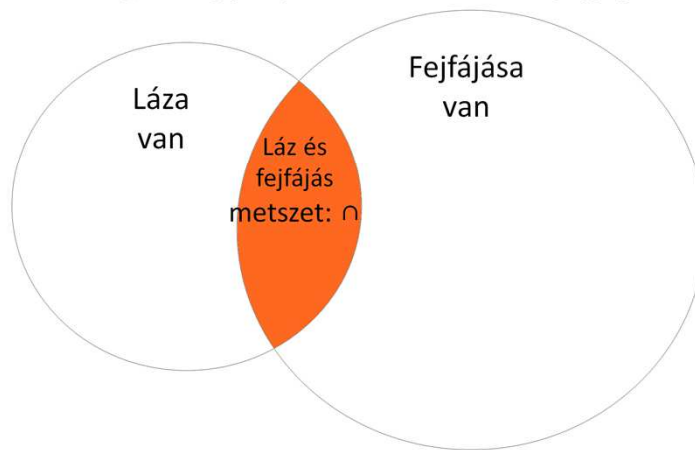 Láza
van
Fejfájása
van
Láz és
fejfájás
metszet: ∩